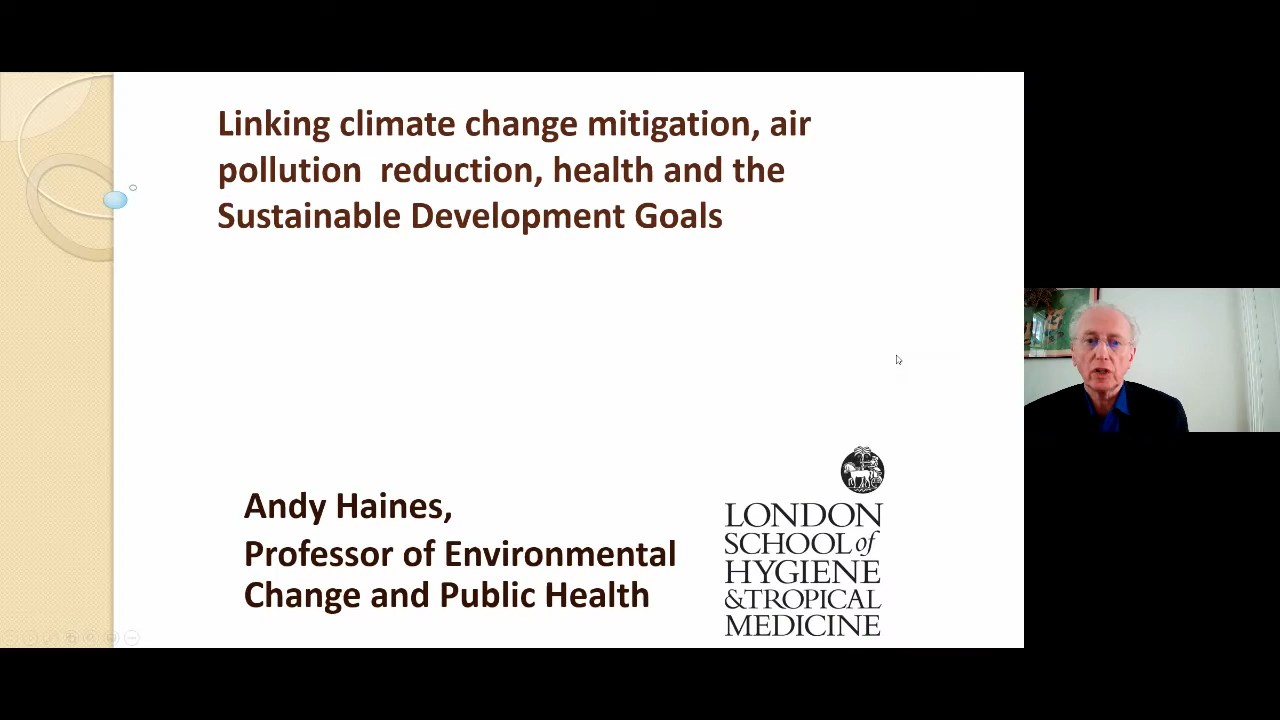 Linking climate change mitigation, air
pollution reduction, health and the
Sustainable Development Goals
Andy Haines,
Professor of Environmental
Change and Public Health
LONDON
SCHOOL of
HYGIENE
& TROPICAL
MEDICINE